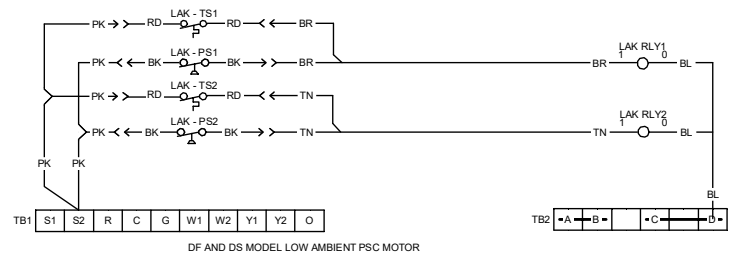 LAK - TS1
PK RD RD BR
LAK - PS1
PK BK BK BR
LAK RLY1
BR 1 0 BL
LAK - TS2
PK RD RD TN
LAK - PS2
PK BK BK TN
LAK RLY2
TN 1 0 BL
PK PK
BL
TB1 S1 S2 R C G W1 W2 Y1 Y2 O
TB2 A B C D
DF AND DS MODEL LOW AMBIENT PSC MOTOR